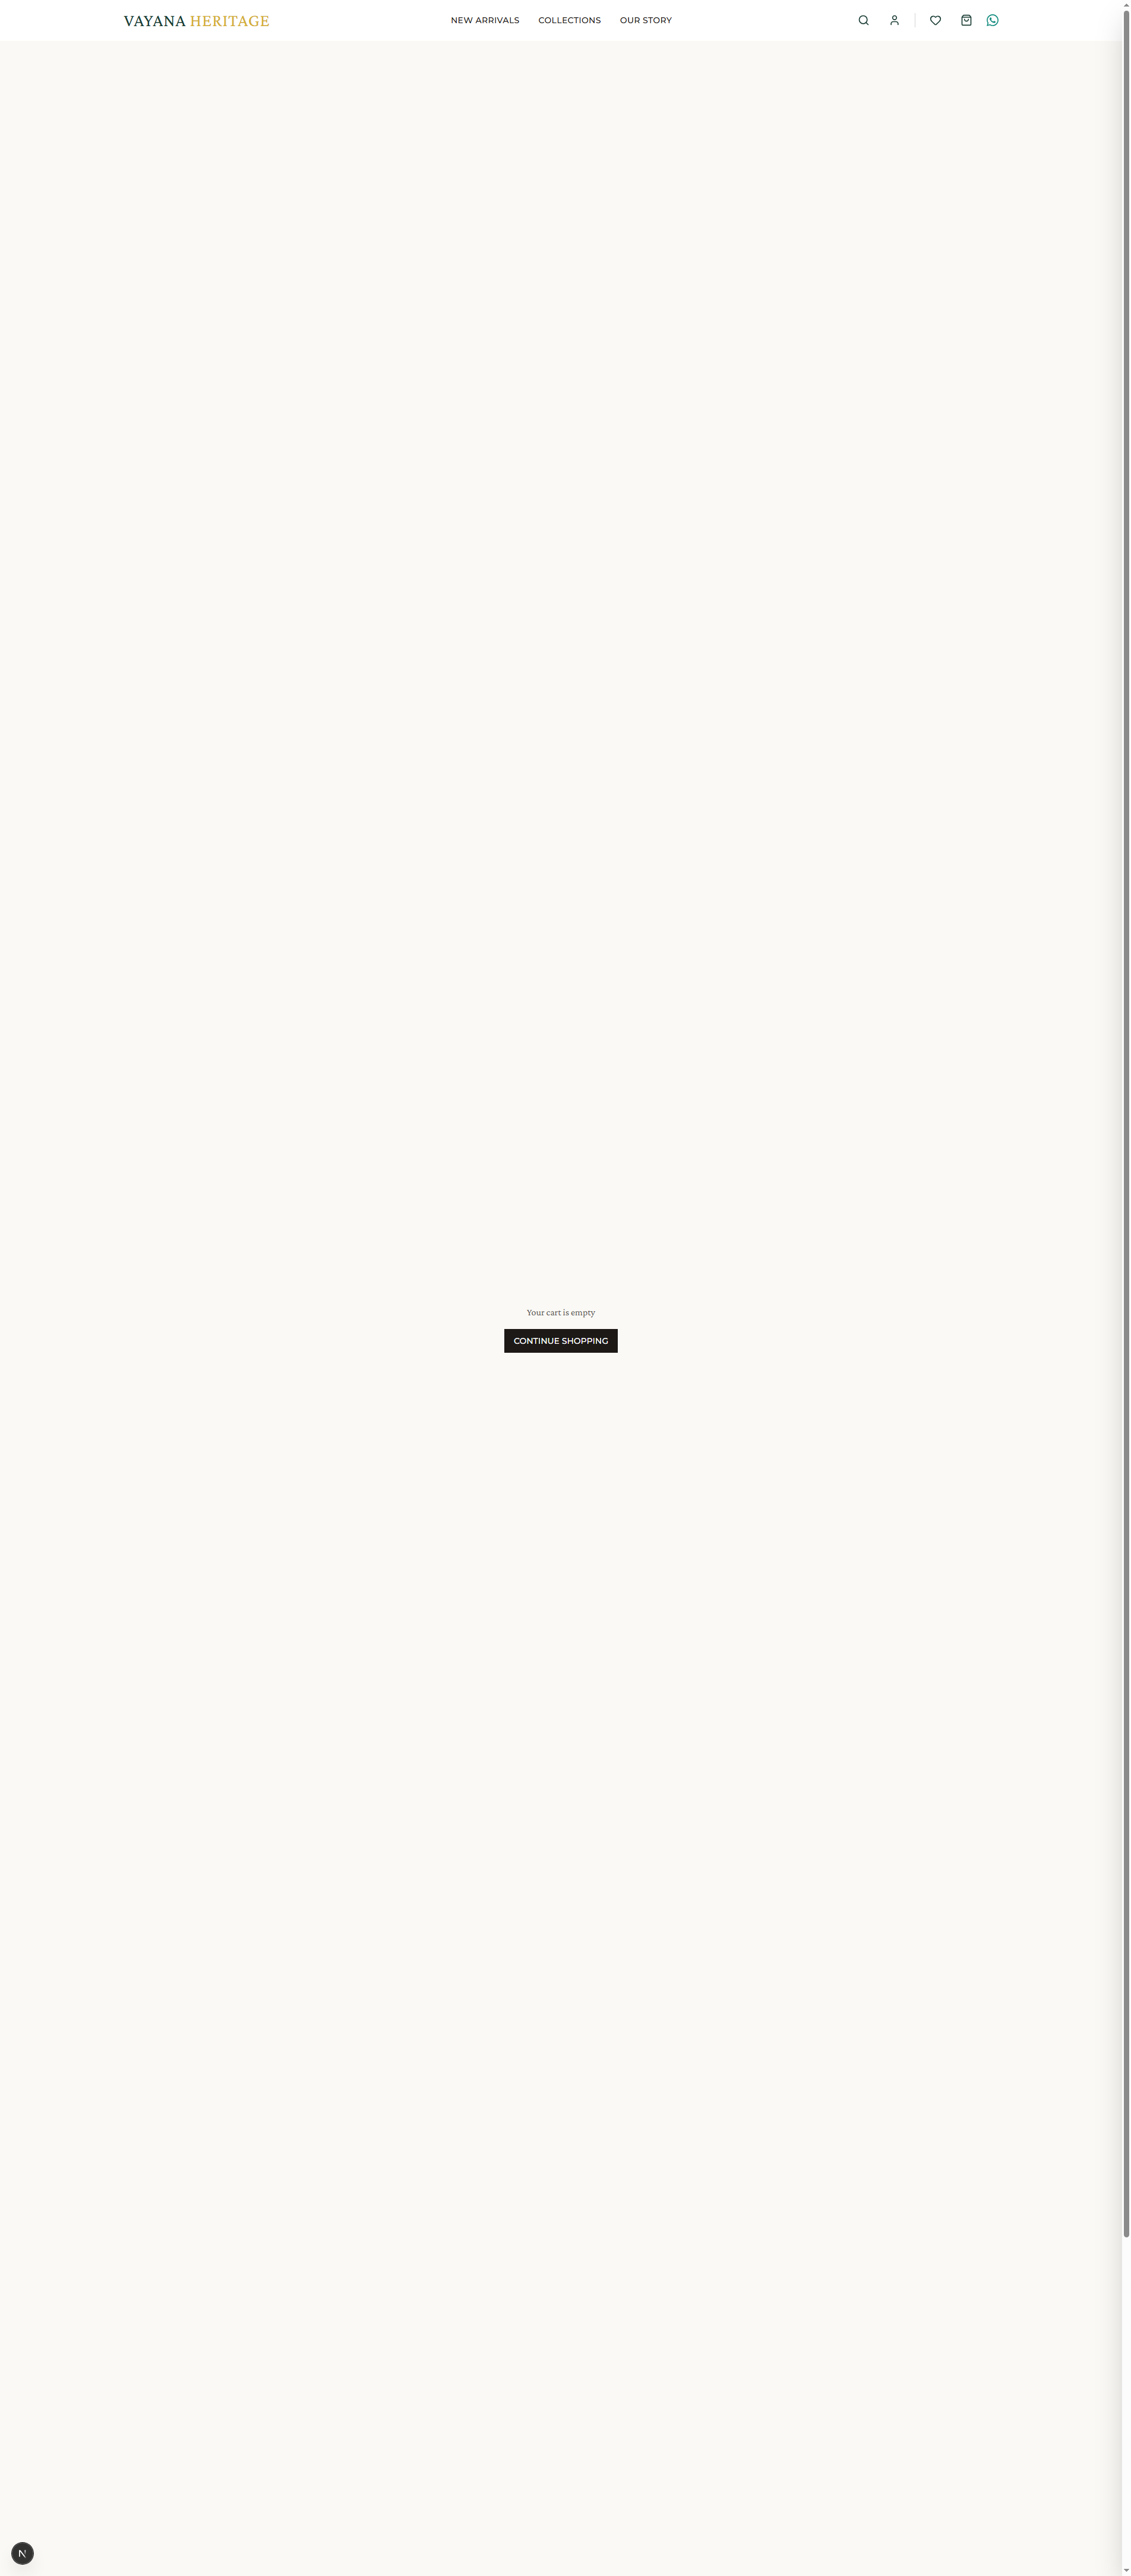 VAYANA HERITAGE
NEW ARRIVALS COLLECTIONS OUR STORY
Your cart is empty
CONTINUE SHOPPING
N